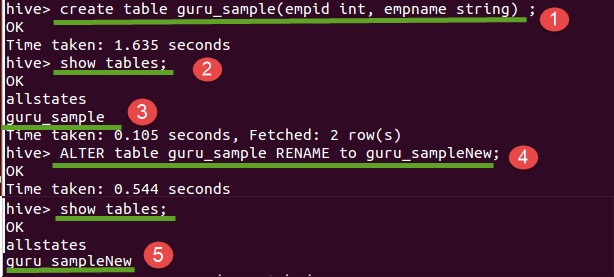 hive> create table guru_sample(empid int, empname string) ; 1
OK
Time taken: 1.635 seconds
hive> show tables; 2
OK
allstates
guru_sample 3
Time taken: 0.105 seconds, Fetched: 2 row(s)
hive> ALTER table guru_sample RENAME to guru_sampleNew; 4
OK
Time taken: 0.544 seconds
hive> show tables;
OK
allstates
guru_sampleNew 5